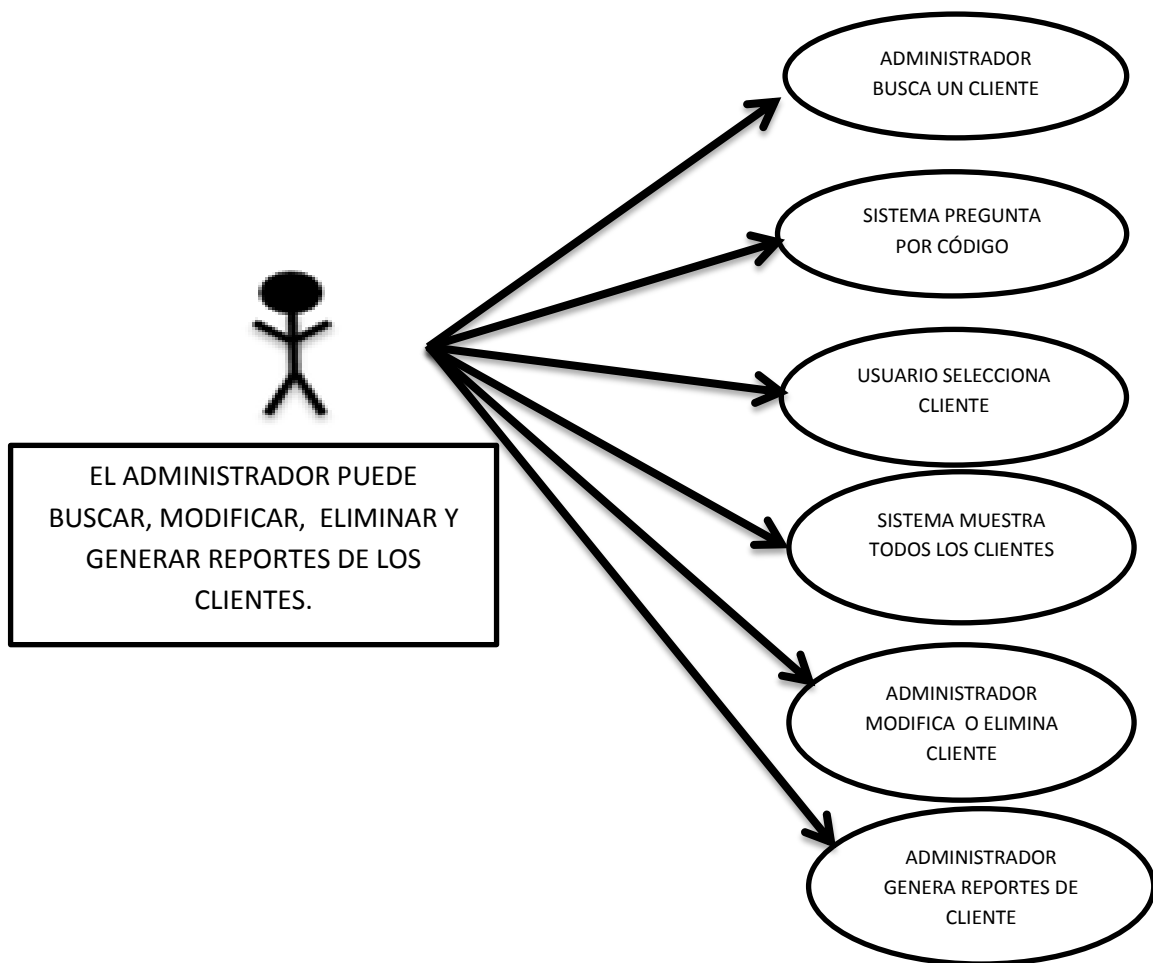 ADMINISTRADOR
BUSCA UN CLIENTE
SISTEMA PREGUNTA
POR CÓDIGO
USUARIO SELECCIONA
CLIENTE
EL ADMINISTRADOR PUEDE
BUSCAR, MODIFICAR,  ELIMINAR Y
GENERAR REPORTES DE LOS
CLIENTES.
SISTEMA MUESTRA
TODOS LOS CLIENTES
ADMINISTRADOR
MODIFICA  O ELIMINA
CLIENTE
ADMINISTRADOR
GENERA REPORTES DE
CLIENTE